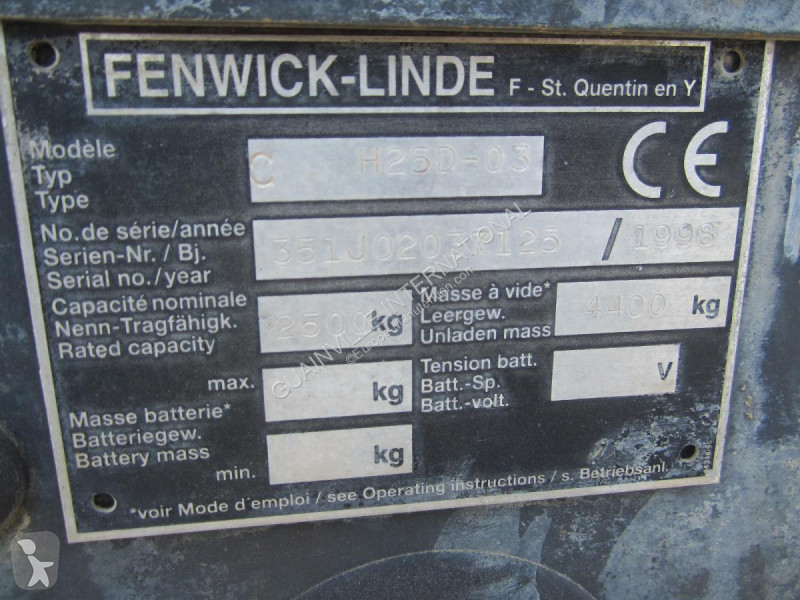 FENWICK-LINDE F - St. Quentin en Y
Modèle
Typ
Type
C H25D-03
CE
No.de série/année
Serien-Nr. / Bj.
Serial no./year
/ 1998
Capacité nominale
Nenn-Tragfähigk.
Rated capacity
2500 kg
Masse à vide*
Leergew.
Unladen mass
4400 kg
max. kg
Tension batt.
Batt.-Sp.
Batt.-volt.
V
Masse batterie*
Batteriegew.
Battery mass
min. kg
*voir Mode d'emploi / see Operating instructions / s. Betriebsanl.
INTERNATIONAL